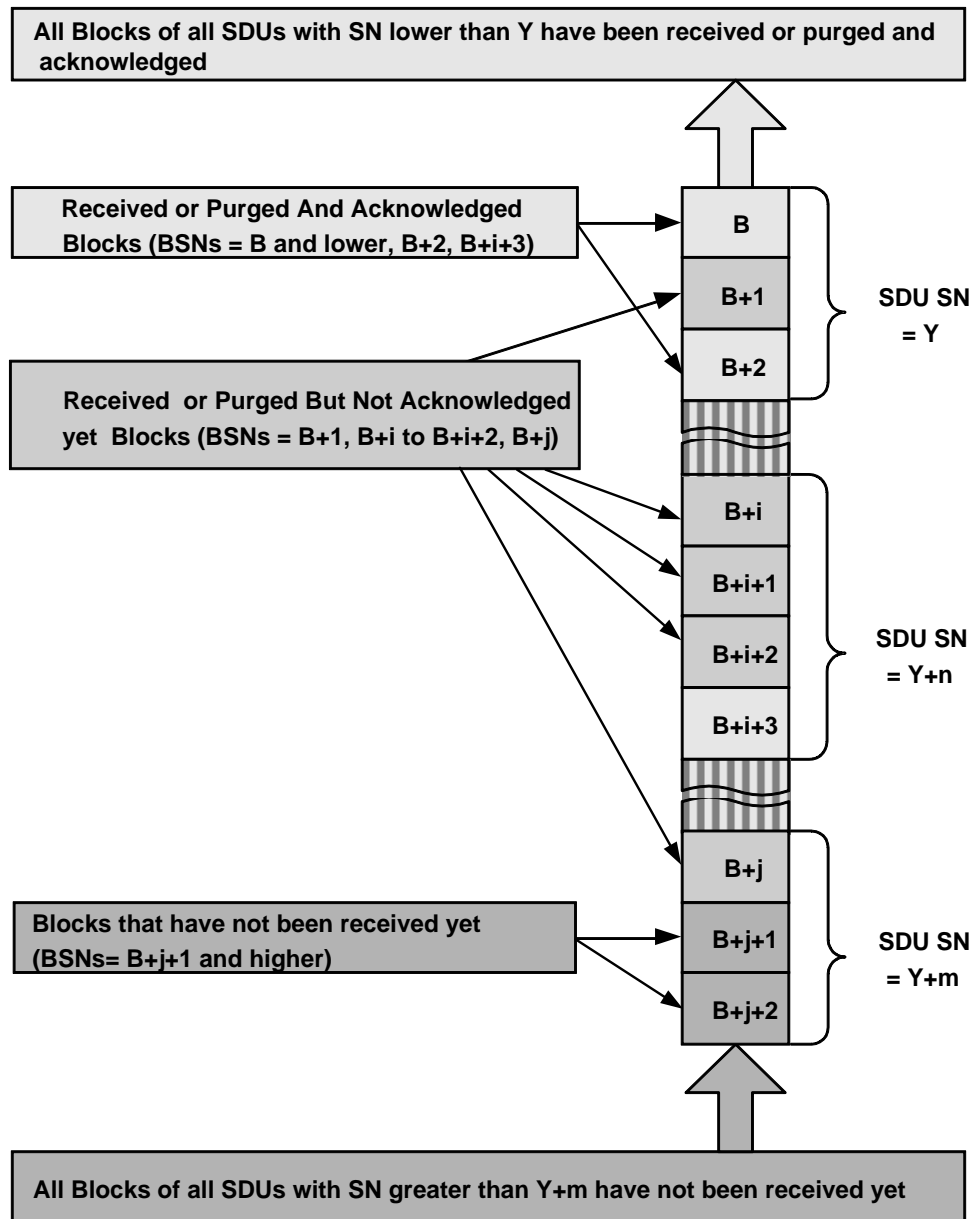 All Blocks of all SDUs with SN lower than Y have been received or purged and
acknowledged
Received or Purged And Acknowledged
Blocks (BSNs = B and lower, B+2, B+i+3)
B
B+1
B+2
SDU SN
= Y
Received or Purged But Not Acknowledged
yet Blocks (BSNs = B+1, B+i to B+i+2, B+j)
B+i
B+i+1
B+i+2
B+i+3
SDU SN
= Y+n
B+j
B+j+1
B+j+2
SDU SN
= Y+m
Blocks that have not been received yet
(BSNs= B+j+1 and higher)
All Blocks of all SDUs with SN greater than Y+m have not been received yet